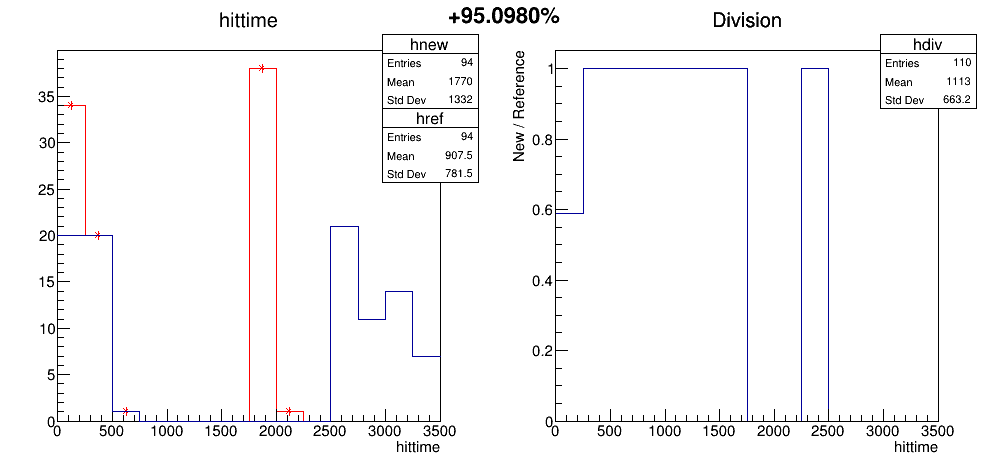 +95.0980%
hittime
hnew
Entries 94
Mean 1770
Std Dev 1332
href
Entries 94
Mean 907.5
Std Dev 781.5
35
30
25
20
15
10
5
0
0 500 1000 1500 2000 2500 3000 3500
hittime
Division
hdiv
Entries 110
Mean 1113
Std Dev 663.2
New / Reference
1
0.8
0.6
0.4
0.2
0
0 500 1000 1500 2000 2500 3000 3500
hittime